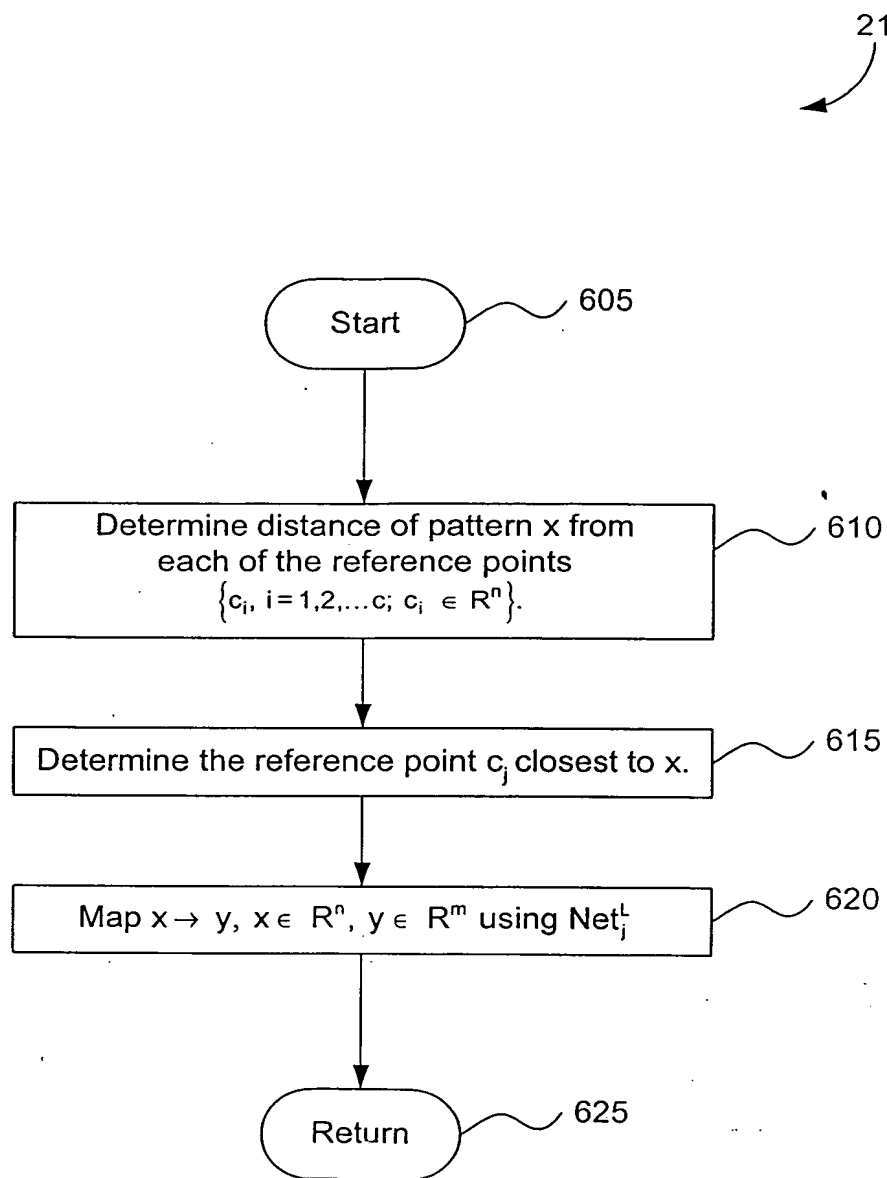 21
Start
605
Determine distance of pattern x from
each of the reference points
{cᵢ, i=1,2,...c; cᵢ ∈ Rⁿ}.
610
Determine the reference point cⱼ closest to x.
615
Map x → y, x ∈ Rⁿ, y ∈ Rᵐ using Netⱼᴸ
620
Return
625